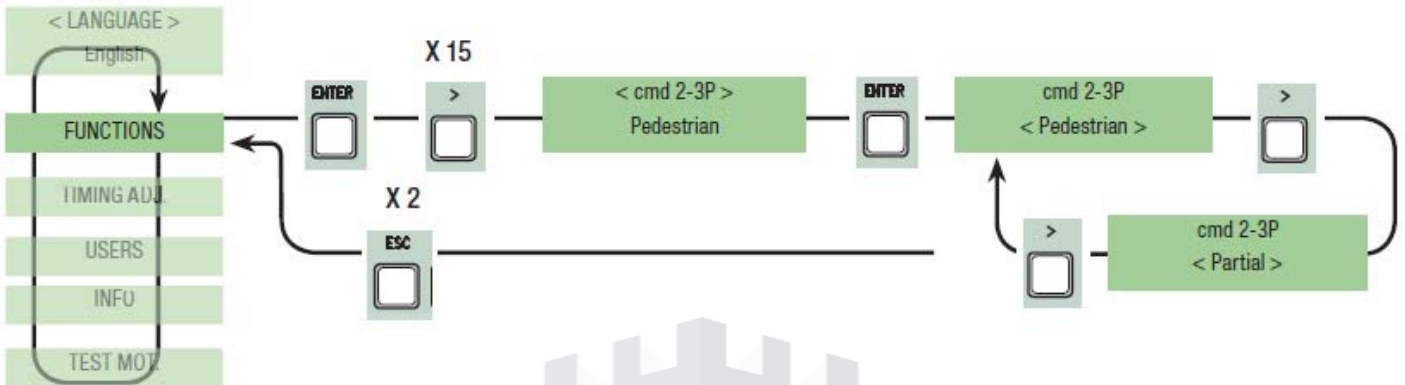 < LANGUAGE >
English
FUNCTIONS
TIMING ADJ.
USERS
INFO
TEST MOT.
ENTER
X 15
>
< cmd 2-3P >
Pedestrian
ENTER
cmd 2-3P
< Pedestrian >
>
X 2
ESC
>
cmd 2-3P
< Partial >